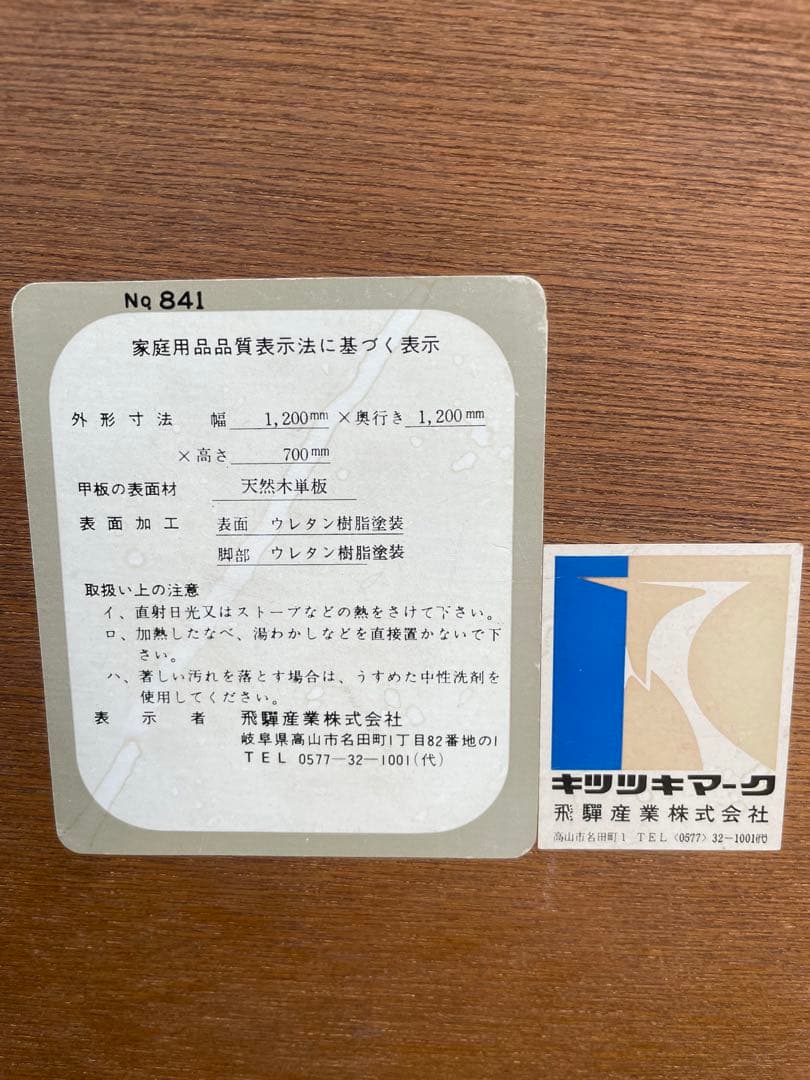 No 841
家庭用品品質表示法に基づく表示
外形寸法 幅 1,200mm ×奥行き 1,200mm
×高さ 700mm
甲板の表面材 天然木単板
表面加工 表面 ウレタン樹脂塗装
脚部 ウレタン樹脂塗装
取扱い上の注意
イ、直射日光又はストーブなどの熱をさけて下さい。
ロ、加熱したなべ、湯わかしなどを直接置かないで下
さい。
ハ、著しい汚れを落とす場合は、うすめた中性洗剤を
使用してください。
表示者 飛驒産業株式会社
岐阜県高山市名田町1丁目82番地の1
TEL 0577-32-1001(代)
キツツキマーク
飛驒産業株式会社
高山市名田町1 TEL〈0577〉32-1001㈹